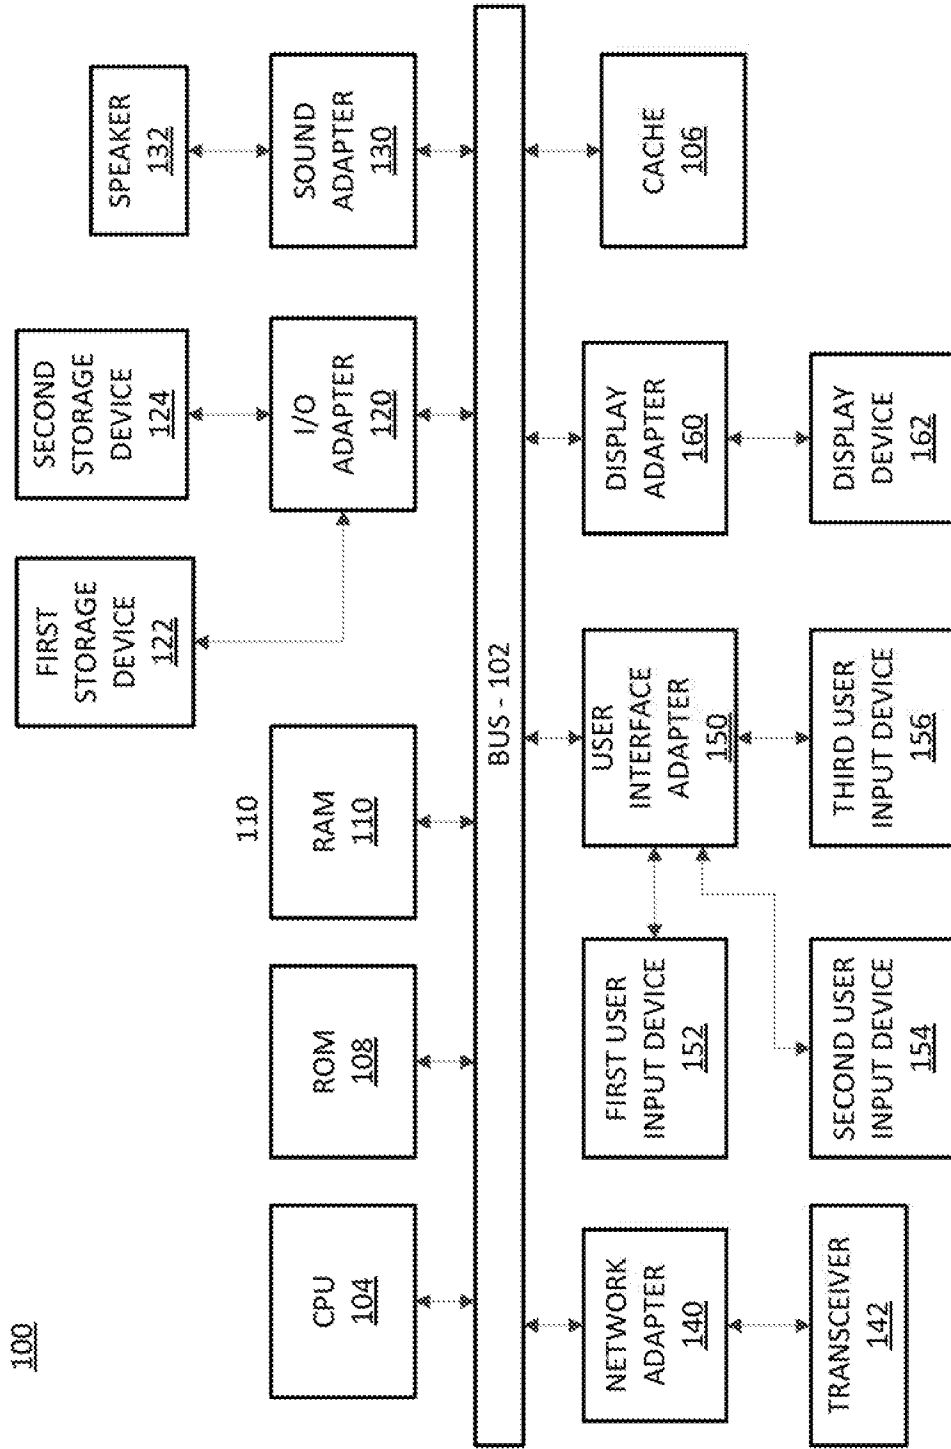 100
SECOND
STORAGE
DEVICE
124
SPEAKER
132
FIRST
STORAGE
DEVICE
122
110
CPU
104
ROM
108
RAM
110
I/O
ADAPTER
120
SOUND
ADAPTER
130
BUS - 102
NETWORK
ADAPTER
140
FIRST USER
INPUT DEVICE
152
USER
INTERFACE
ADAPTER
150
DISPLAY
ADAPTER
160
CACHE
106
TRANSCEIVER
142
SECOND USER
INPUT DEVICE
154
THIRD USER
INPUT DEVICE
156
DISPLAY
DEVICE
162